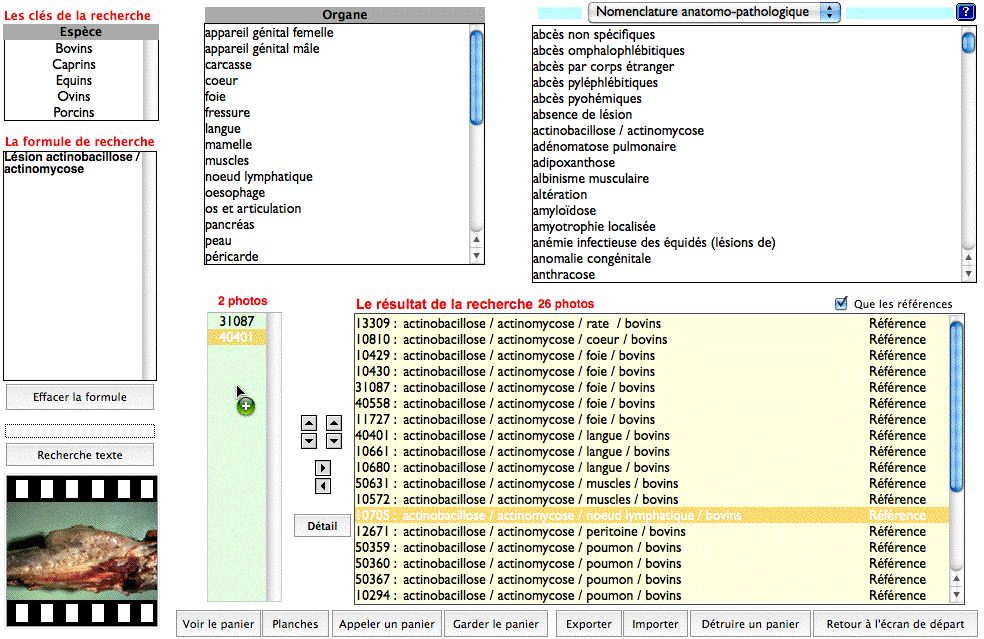 Les clés de la recherche
Espèce
Bovins
Caprins
Equins
Ovins
Porcins
La formule de recherche
Lésion actinobacillose /
actinomycose
Effacer la formule
Recherche texte
Organe
appareil génital femelle
appareil génital mâle
carcasse
coeur
foie
fressure
langue
mamelle
muscles
noeud lymphatique
oesophage
os et articulation
pancréas
peau
péricarde
Nomenclature anatomo-pathologique
?
abcès non spécifiques
abcès omphalophlébitiques
abcès par corps étranger
abcès pyléphlébitiques
abcès pyohémiques
absence de lésion
actinobacillose / actinomycose
adénomatose pulmonaire
adipoxanthose
albinisme musculaire
altération
amyloïdose
amyotrophie localisée
anémie infectieuse des équidés (lésions de)
anomalie congénitale
anthracose
2 photos
31087
40401
Détail
Le résultat de la recherche 26 photos
Que les références
13309 : actinobacillose / actinomycose / rate / bovins Référence
10810 : actinobacillose / actinomycose / coeur / bovins Référence
10429 : actinobacillose / actinomycose / foie / bovins Référence
10430 : actinobacillose / actinomycose / foie / bovins Référence
31087 : actinobacillose / actinomycose / foie / bovins Référence
40558 : actinobacillose / actinomycose / foie / bovins Référence
11727 : actinobacillose / actinomycose / foie / bovins Référence
40401 : actinobacillose / actinomycose / langue / bovins Référence
10661 : actinobacillose / actinomycose / langue / bovins Référence
10680 : actinobacillose / actinomycose / langue / bovins Référence
50631 : actinobacillose / actinomycose / muscles / bovins Référence
10572 : actinobacillose / actinomycose / muscles / bovins Référence
10705 : actinobacillose / actinomycose / noeud lymphatique / bovins Référence
12671 : actinobacillose / actinomycose / peritoine / bovins Référence
50359 : actinobacillose / actinomycose / poumon / bovins Référence
50360 : actinobacillose / actinomycose / poumon / bovins Référence
50367 : actinobacillose / actinomycose / poumon / bovins Référence
10294 : actinobacillose / actinomycose / poumon / bovins Référence
Voir le panier Planches Appeler un panier Garder le panier Exporter Importer Détruire un panier Retour à l'écran de départ